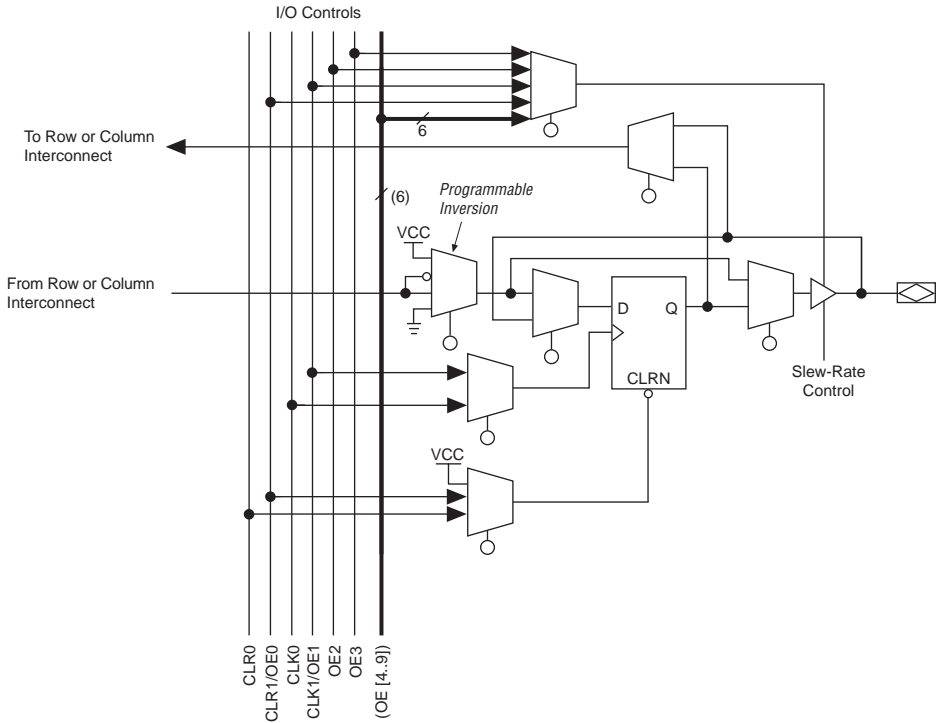 I/O Controls
6
To Row or Column
Interconnect
(6)
Programmable
Inversion
VCC
From Row or Column
Interconnect
D
Q
CLRN
Slew-Rate
Control
VCC
CLR0
CLR1/OE0
CLK0
CLK1/OE1
OE2
OE3
(OE [4..9])